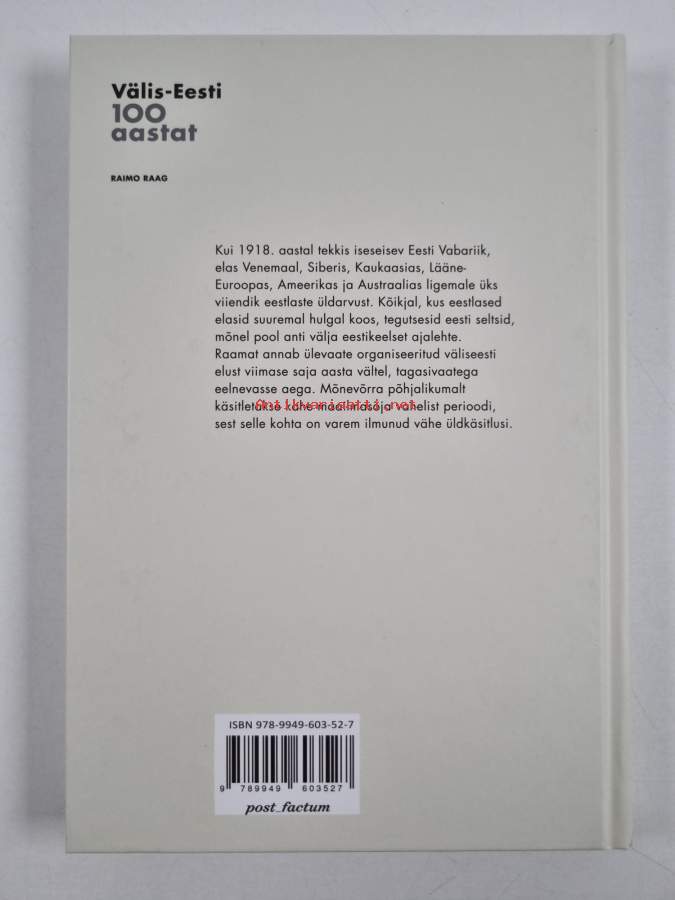 Välis-Eesti
100
aastat
RAIMO RAAG
Kui 1918. aastal tekkis iseseisev Eesti Vabariik,
elas Venemaal, Siberis, Kaukaasias, Lääne-
Euroopas, Ameerikas ja Austraalias ligemale üks
viiendik eestlaste üldarvust. Kõikjal, kus eestlased
elasid suuremal hulgal koos, tegutsesid eesti seltsid,
mõnel pool anti välja eestikeelset ajalehte.
Raamat annab ülevaate organiseeritud väliseesti
elust viimase saja aasta vältel, tagasivaatega
eelnevasse aega. Mõnevõrra põhjalikumalt
käsitletakse kahe maailmasõja vahelist perioodi,
Antikvariaatti.net
sest selle kohta on varem ilmunud vähe üldkäsitlusi.
ISBN 978-9949-603-52-7
9 789949 603527
post_factum